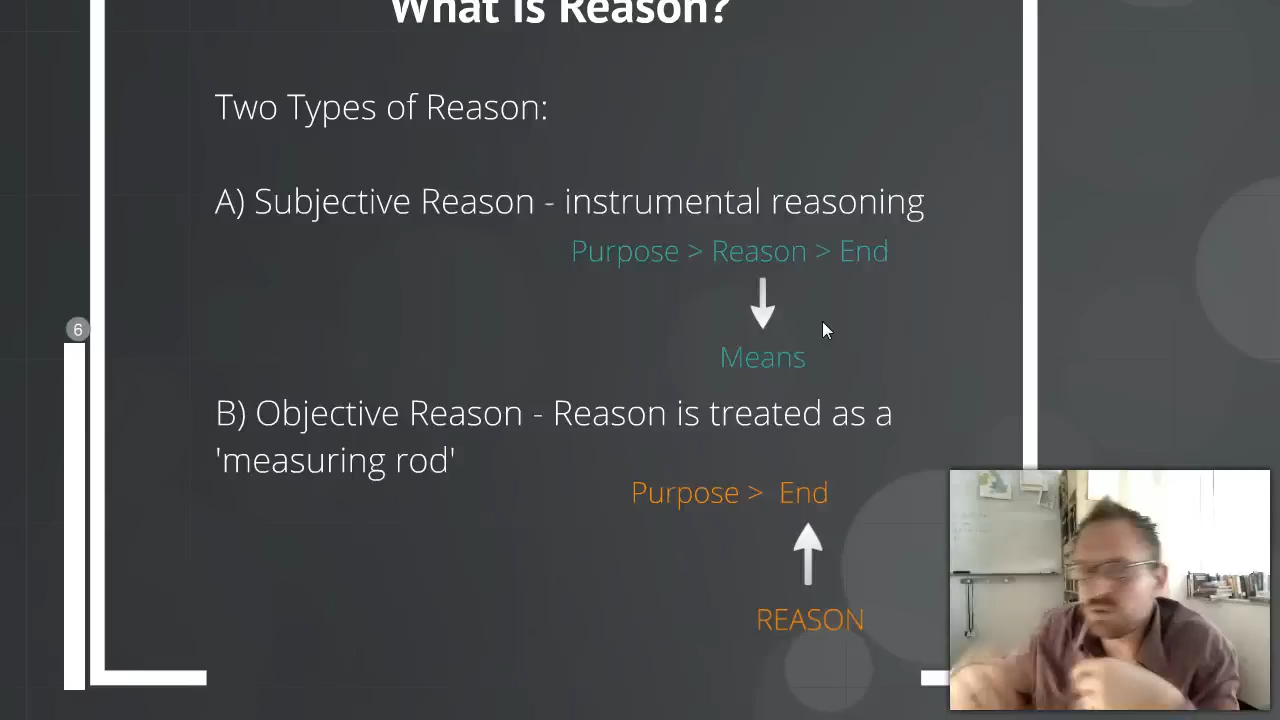 What is Reason?
Two Types of Reason:
A) Subjective Reason - instrumental reasoning
Purpose > Reason > End
6
Means
B) Objective Reason - Reason is treated as a
'measuring rod'
Purpose > End
REASON